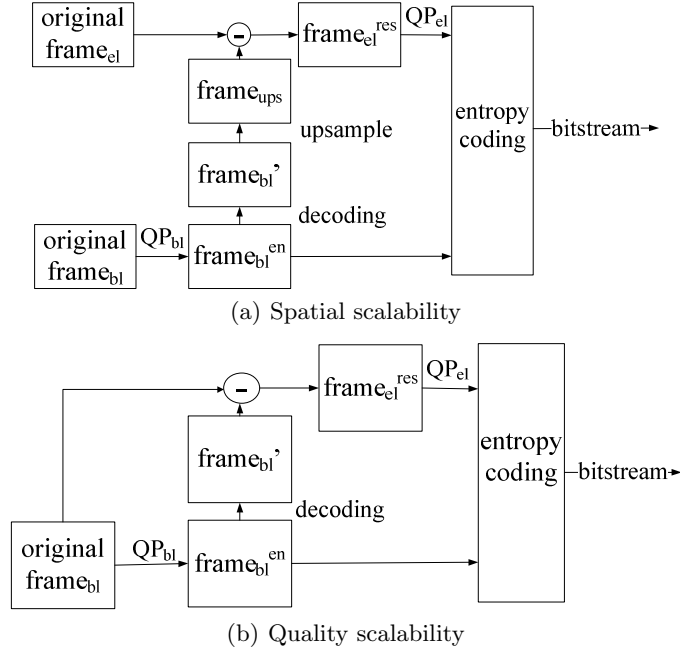 original
frame_el
-
frame_el^res
QP_el
frame_ups
upsample
entropy
coding
bitstream
frame_bl'
decoding
original
frame_bl
QP_bl
frame_bl^en
(a) Spatial scalability
-
frame_el^res
QP_el
frame_bl'
entropy
coding
bitstream
decoding
original
frame_bl
QP_bl
frame_bl^en
(b) Quality scalability